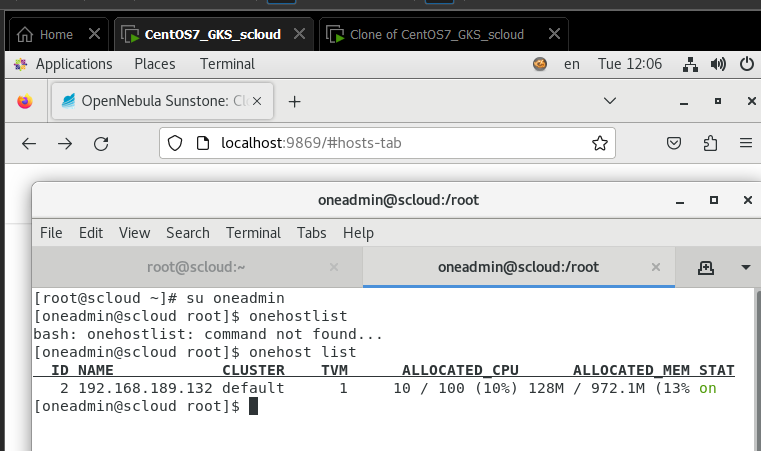 Home CentOS7_GKS_scloud Clone of CentOS7_GKS_scloud
Applications Places Terminal en Tue 12:06
OpenNebula Sunstone: Cl
localhost:9869/#hosts-tab
oneadmin@scloud:/root
File Edit View Search Terminal Tabs Help
root@scloud:~ oneadmin@scloud:/root
[root@scloud ~]# su oneadmin
[oneadmin@scloud root]$ onehostlist
bash: onehostlist: command not found...
[oneadmin@scloud root]$ onehost list
ID NAME CLUSTER TVM ALLOCATED_CPU ALLOCATED_MEM STAT
2 192.168.189.132 default 1 10 / 100 (10%) 128M / 972.1M (13% on
[oneadmin@scloud root]$